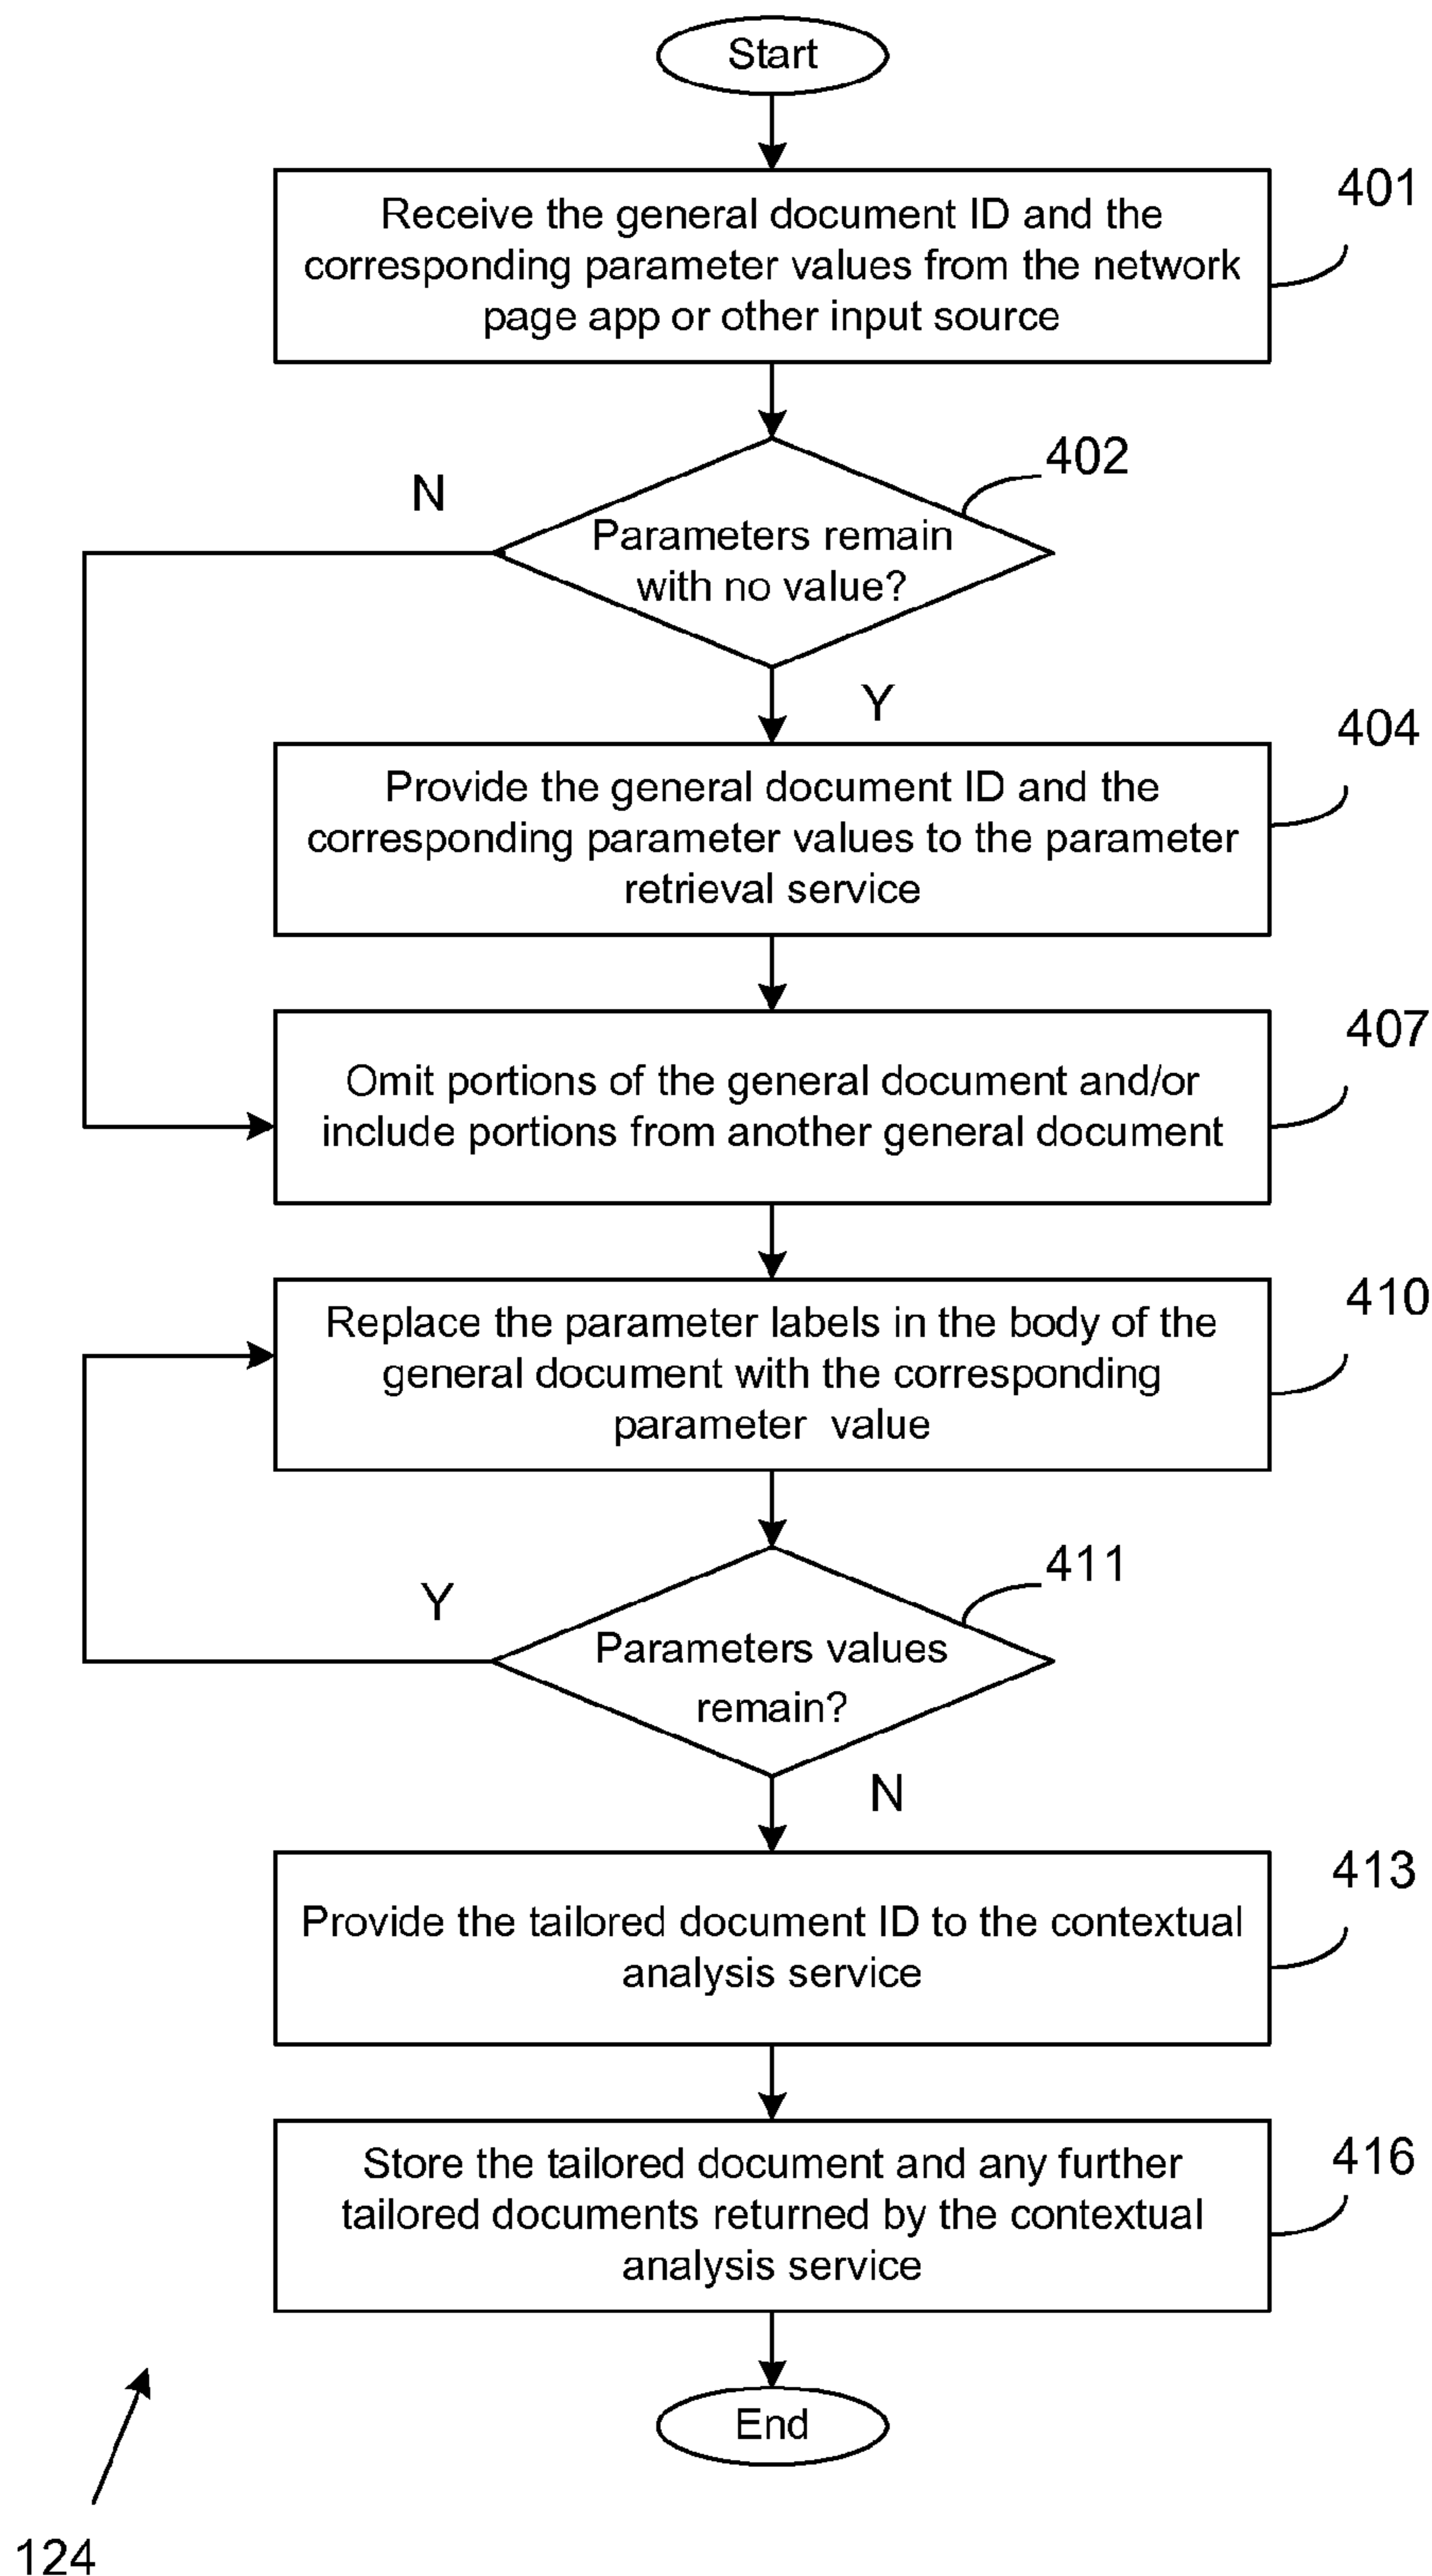 Start
Receive the general document ID and the
corresponding parameter values from the network
page app or other input source
401
402
N
Parameters remain
with no value?
Y
404
Provide the general document ID and the
corresponding parameter values to the parameter
retrieval service
407
Omit portions of the general document and/or
include portions from another general document
410
Replace the parameter labels in the body of the
general document with the corresponding
parameter value
411
Y
Parameters values
remain?
N
413
Provide the tailored document ID to the contextual
analysis service
416
Store the tailored document and any further
tailored documents returned by the contextual
analysis service
End
124